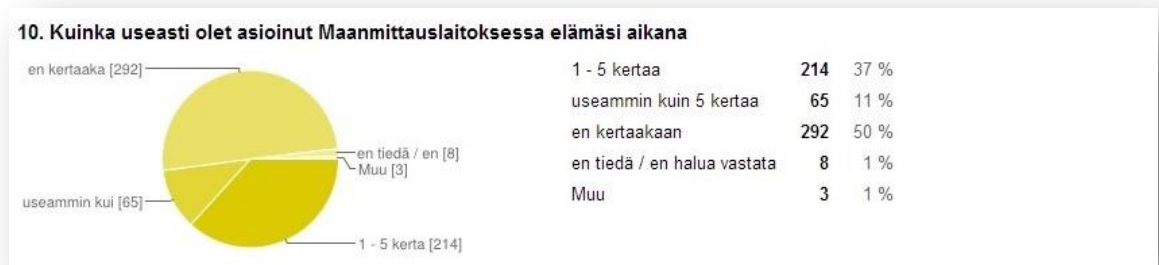 10. Kuinka useasti olet asioinut Maanmittauslaitoksessa elämäsi aikana
en kertaaka [292]
en tiedä / en [8]
Muu [3]
useammin kui [65]
1 - 5 kerta [214]
1 - 5 kertaa 214 37 %
useammin kuin 5 kertaa 65 11 %
en kertaakaan 292 50 %
en tiedä / en halua vastata 8 1 %
Muu 3 1 %